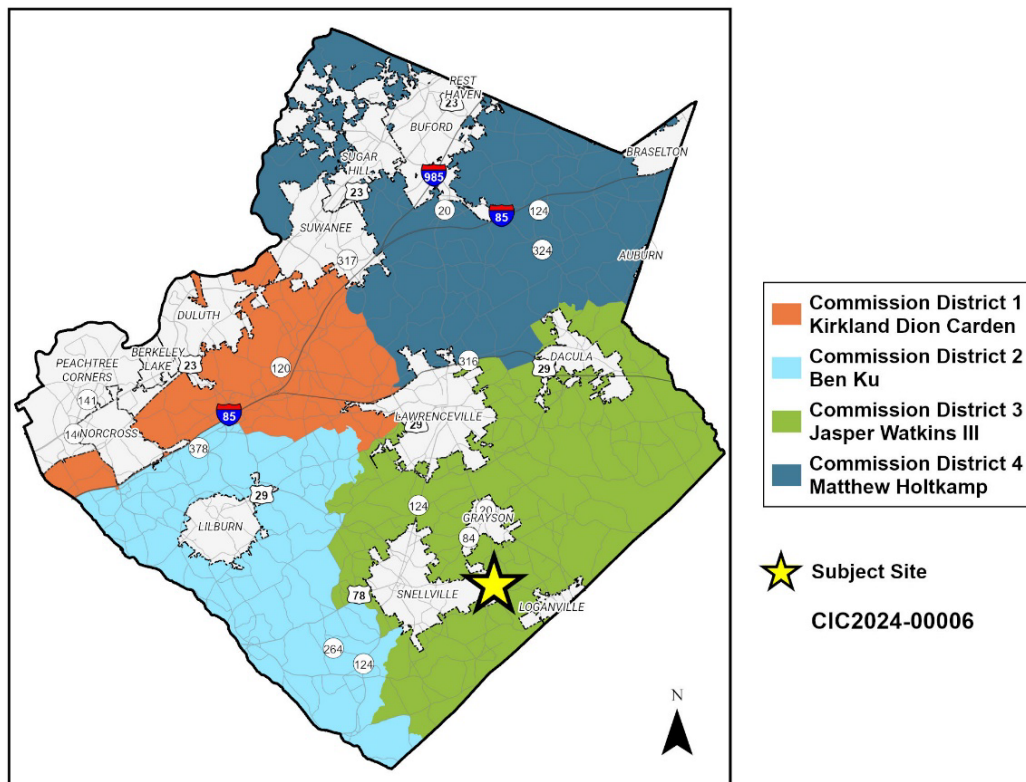 REST
HAVEN
23
BUFORD
BRASELTON
SUGAR
HILL
985
23
20
85
124
SUWANEE
324
AUBURN
317
DULUTH
BERKELEY
LAKE
23
PEACHTREE
CORNERS
120
316
DACULA
29
141
85
LAWRENCEVILLE
29
14
NORCROSS
378
29
LILBURN
124
20
GRAYSON
84
78
SNELLVILLE
LOGANVILLE
264
124
N
Commission District 1
Kirkland Dion Carden
Commission District 2
Ben Ku
Commission District 3
Jasper Watkins III
Commission District 4
Matthew Holtkamp
Subject Site
CIC2024-00006